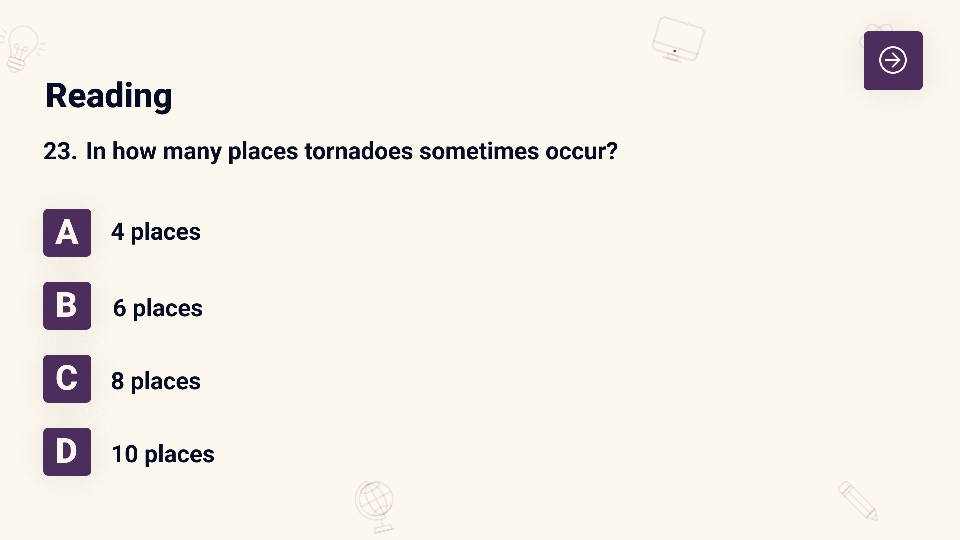 Reading
23. In how many places tornadoes sometimes occur?
A 4 places
B 6 places
C 8 places
D 10 places